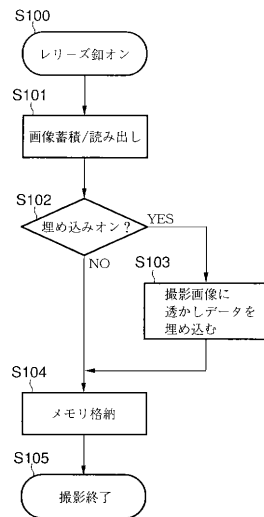 S100
レリーズ釦オン
S101
画像蓄積/読み出し
S102
埋め込みオン?
YES
NO
S103
撮影画像に
透かしデータを
埋め込む
S104
メモリ格納
S105
撮影終了